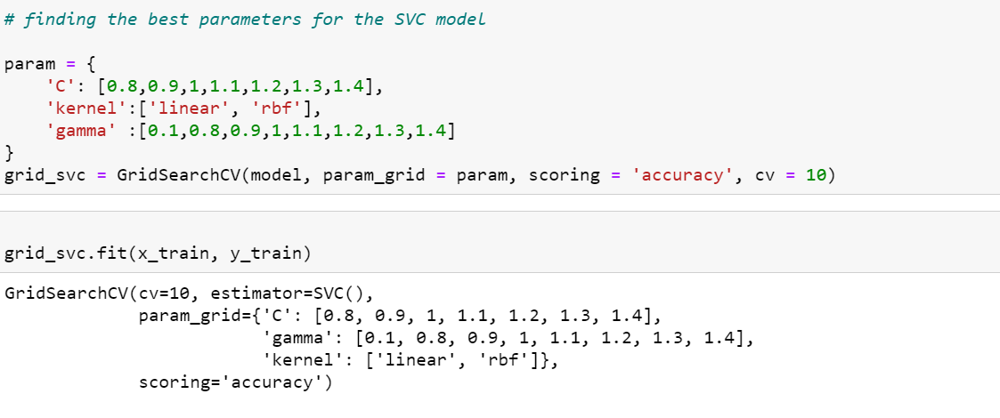 # finding the best parameters for the SVC model
param = {
    'C': [0.8,0.9,1,1.1,1.2,1.3,1.4],
    'kernel':['linear', 'rbf'],
    'gamma' :[0.1,0.8,0.9,1,1.1,1.2,1.3,1.4]
}
grid_svc = GridSearchCV(model, param_grid = param, scoring = 'accuracy', cv = 10)
grid_svc.fit(x_train, y_train)
GridSearchCV(cv=10, estimator=SVC(),
             param_grid={'C': [0.8, 0.9, 1, 1.1, 1.2, 1.3, 1.4],
                         'gamma': [0.1, 0.8, 0.9, 1, 1.1, 1.2, 1.3, 1.4],
                         'kernel': ['linear', 'rbf']},
             scoring='accuracy')